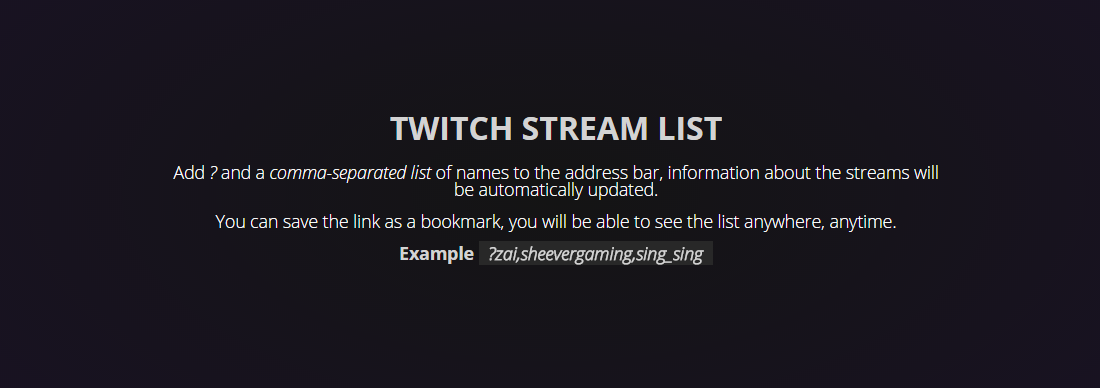 TWITCH STREAM LIST
Add ? and a comma-separated list of names to the address bar, information about the streams will
be automatically updated.
You can save the link as a bookmark, you will be able to see the list anywhere, anytime.
Example ?zai,sheevergaming,sing_sing